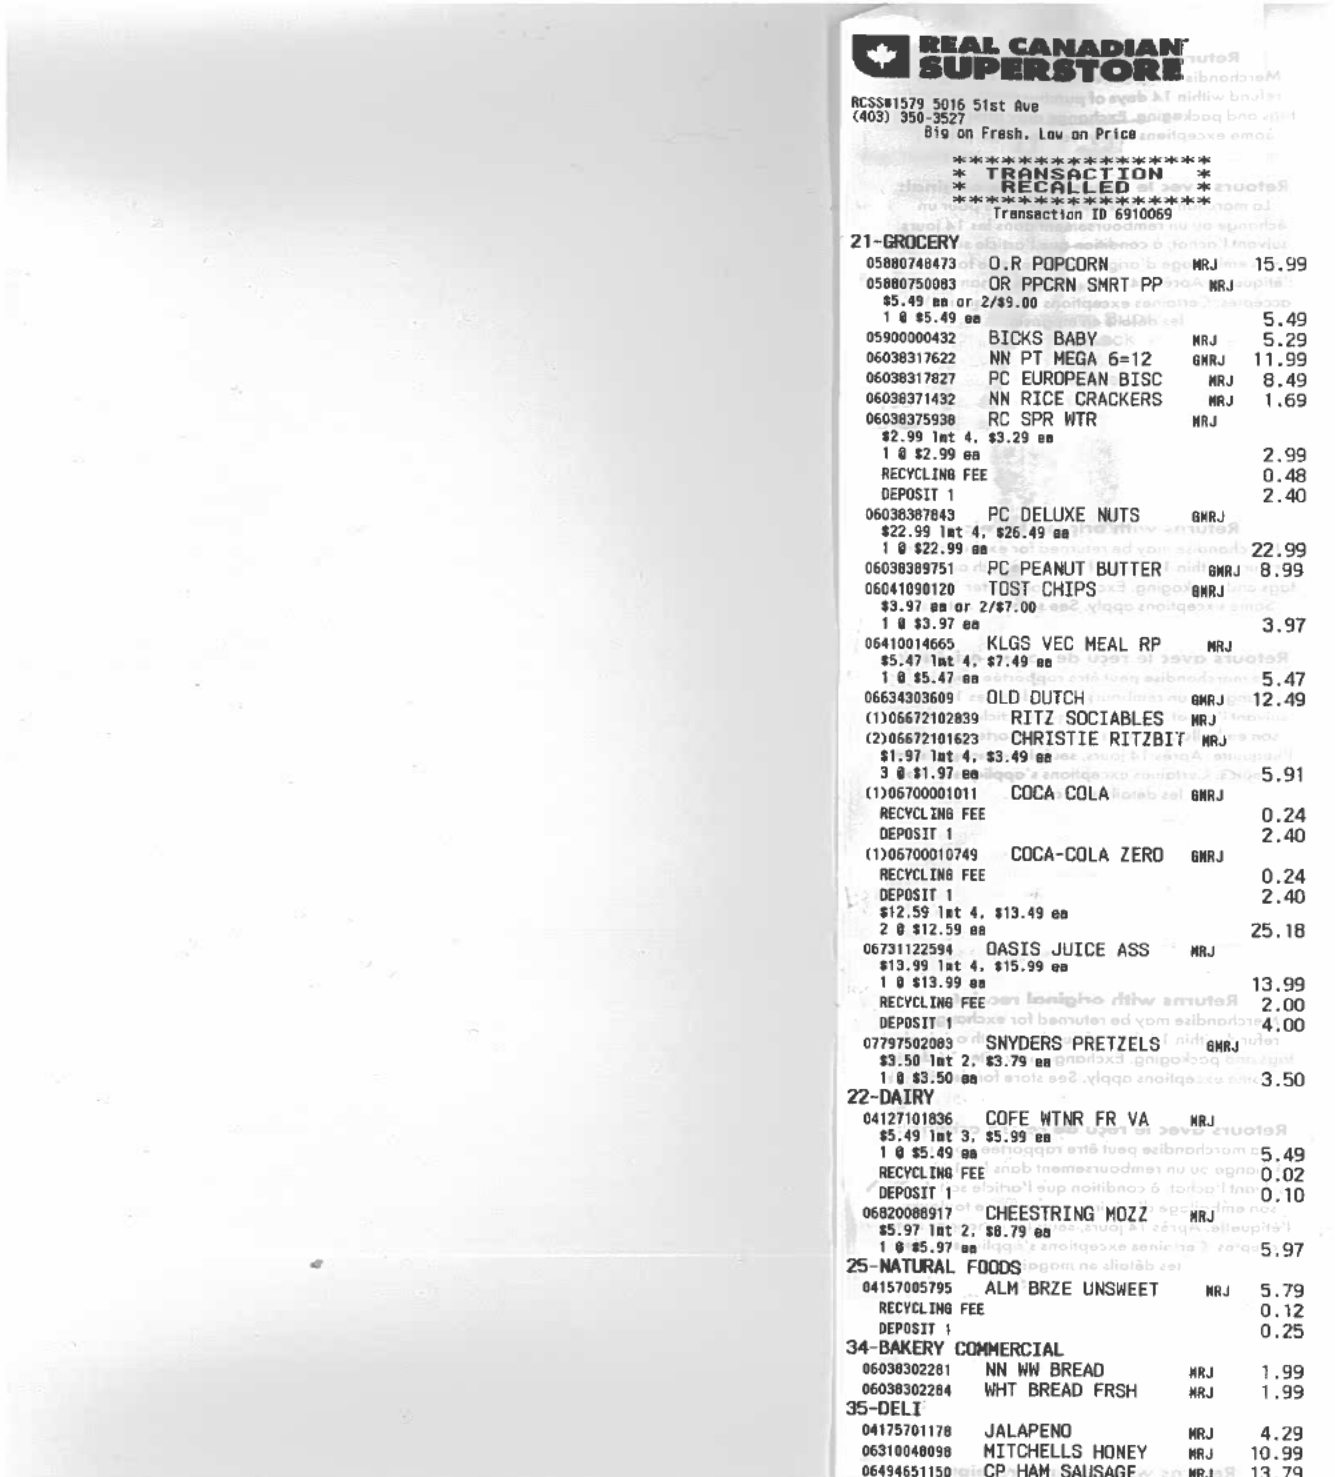 REAL CANADIAN
SUPERSTORE
RCSS#1579 5016 51st Ave
(403) 350-3527
Big on Fresh, Low on Price
****************
* TRANSACTION *
* RECALLED *
****************
Transaction ID 6910069
21-GROCERY
05880748473 O.R POPCORN MRJ 15.99
05880750083 OR PPCRN SMRT PP MRJ
$5.49 ea or 2/$9.00
1 @ $5.49 ea 5.49
05900000432 BICKS BABY MRJ 5.29
06038317622 NN PT MEGA 6=12 GMRJ 11.99
06038317827 PC EUROPEAN BISC MRJ 8.49
06038371432 NN RICE CRACKERS MRJ 1.69
06038375938 RC SPR WTR MRJ
$2.99 lmt 4, $3.29 ea
1 @ $2.99 ea 2.99
RECYCLING FEE 0.48
DEPOSIT 1 2.40
06038387843 PC DELUXE NUTS GMRJ
$22.99 lmt 4, $26.49 ea
1 @ $22.99 ea 22.99
06038389751 PC PEANUT BUTTER GMRJ 8.99
06041090120 TOST CHIPS GMRJ
$3.97 ea or 2/$7.00
1 @ $3.97 ea 3.97
06410014665 KLGS VEC MEAL RP MRJ
$5.47 lmt 4, $7.49 ea
1 @ $5.47 ea 5.47
06634303609 OLD DUTCH GMRJ 12.49
(1)06672102839 RITZ SOCIABLES MRJ
(2)06672101623 CHRISTIE RITZBIT MRJ
$1.97 lmt 4, $3.49 ea
3 @ $1.97 ea 5.91
(1)06700001011 COCA COLA GMRJ
RECYCLING FEE 0.24
DEPOSIT 1 2.40
(1)06700010749 COCA-COLA ZERO GMRJ
RECYCLING FEE 0.24
DEPOSIT 1 2.40
$12.59 lmt 4, $13.49 ea
2 @ $12.59 ea 25.18
06731122594 OASIS JUICE ASS MRJ
$13.99 lmt 4, $15.99 ea
1 @ $13.99 ea 13.99
RECYCLING FEE 2.00
DEPOSIT 1 4.00
07797502083 SNYDERS PRETZELS GMRJ
$3.50 lmt 2, $3.79 ea
1 @ $3.50 ea 3.50
22-DAIRY
04127101836 COFE WTNR FR VA MRJ
$5.49 lmt 3, $5.99 ea
1 @ $5.49 ea 5.49
RECYCLING FEE 0.02
DEPOSIT 1 0.10
06820088917 CHEESTRING MOZZ MRJ
$5.97 lmt 2, $8.79 ea
1 @ $5.97 ea 5.97
25-NATURAL FOODS
04157005795 ALM BRZE UNSWEET MRJ 5.79
RECYCLING FEE 0.12
DEPOSIT 1 0.25
34-BAKERY COMMERCIAL
06038302281 NN WW BREAD MRJ 1.99
06038302284 WHT BREAD FRSH MRJ 1.99
35-DELI
04175701178 JALAPENO MRJ 4.29
06310048098 MITCHELLS HONEY MRJ 10.99
06494651150 CP HAM SAUSAGE MRJ 13.79